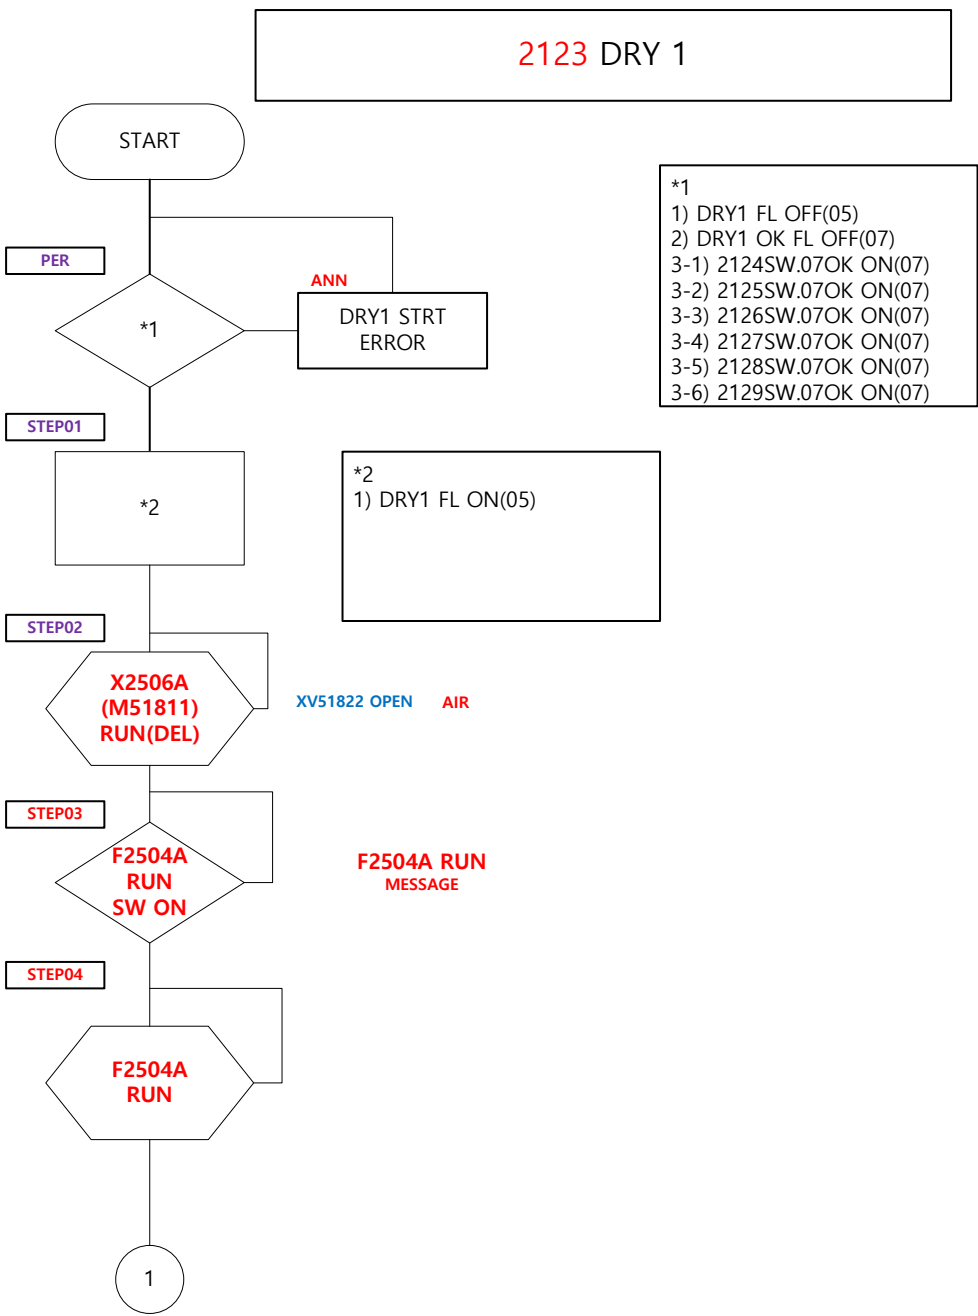 2123 DRY 1
START
*1
1) DRY1 FL OFF(05)
2) DRY1 OK FL OFF(07)
3-1) 2124SW.07OK ON(07)
3-2) 2125SW.07OK ON(07)
3-3) 2126SW.07OK ON(07)
3-4) 2127SW.07OK ON(07)
3-5) 2128SW.07OK ON(07)
3-6) 2129SW.07OK ON(07)
PER
ANN
*1
DRY1 STRT
ERROR
STEP01
*2
*2
1) DRY1 FL ON(05)
STEP02
X2506A
(M51811)
RUN(DEL)
XV51822 OPEN AIR
STEP03
F2504A
RUN
SW ON
F2504A RUN
MESSAGE
STEP04
F2504A
RUN
1